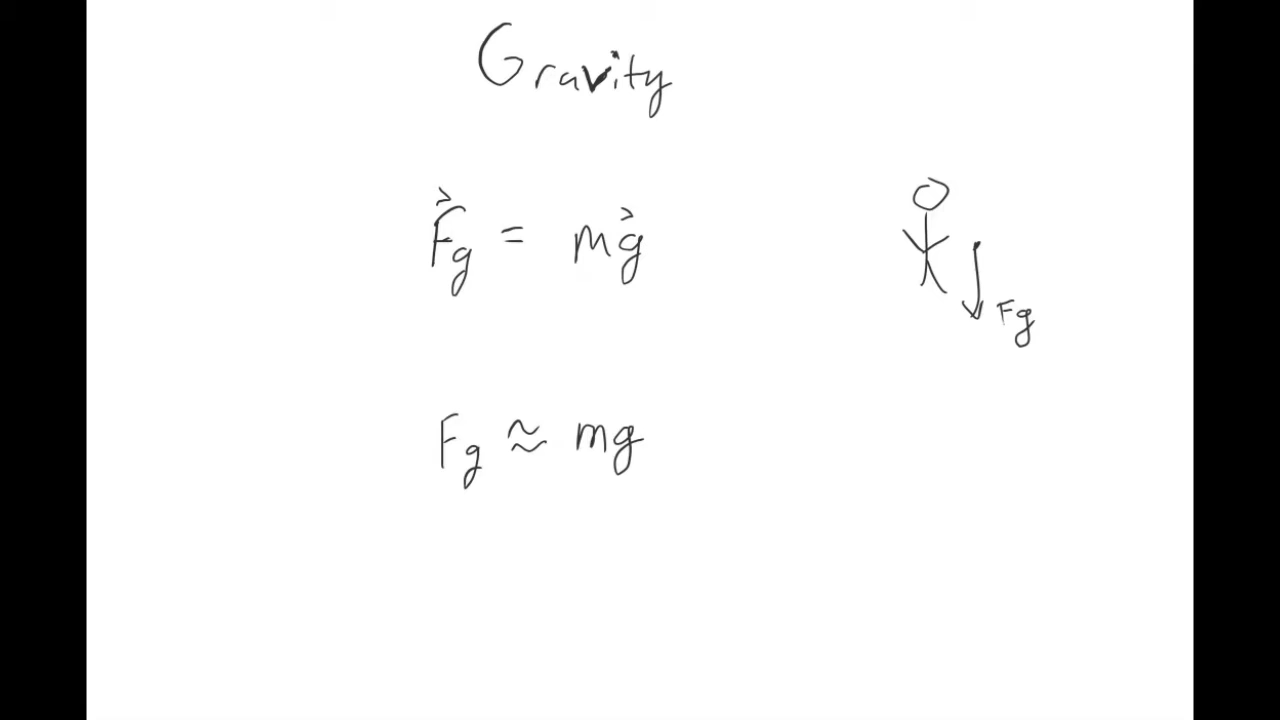 Gravity
F⃗g = mg⃗
Fg
Fg ≈ mg